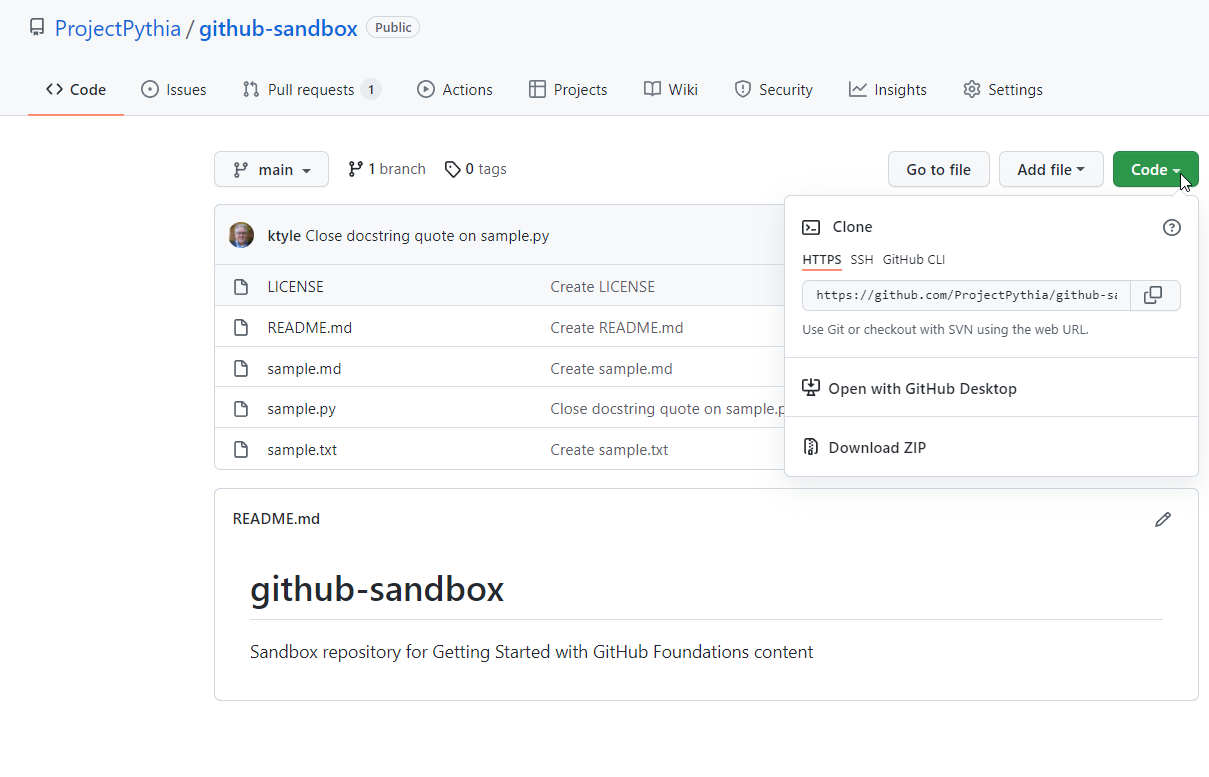 ProjectPythia / github-sandbox Public
Code Issues Pull requests 1 Actions Projects Wiki Security Insights Settings
main 1 branch 0 tags Go to file Add file Code
ktyle Close docstring quote on sample.py
LICENSE Create LICENSE
README.md Create README.md
sample.md Create sample.md
sample.py Close docstring quote on sample.p
sample.txt Create sample.txt
Clone
HTTPS SSH GitHub CLI
https://github.com/ProjectPythia/github-sa
Use Git or checkout with SVN using the web URL.
Open with GitHub Desktop
Download ZIP
README.md
github-sandbox
Sandbox repository for Getting Started with GitHub Foundations content